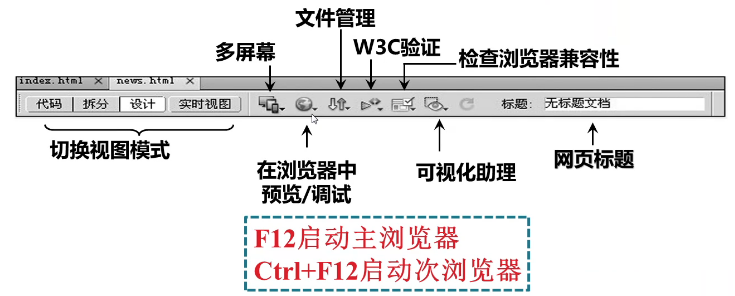 文件管理
多屏幕
W3C验证
检查浏览器兼容性
index.html × news.html ×
代码 拆分 设计 实时视图 标题: 无标题文档
切换视图模式
在浏览器中
预览/调试
可视化助理
网页标题
F12启动主浏览器
Ctrl+F12启动次浏览器